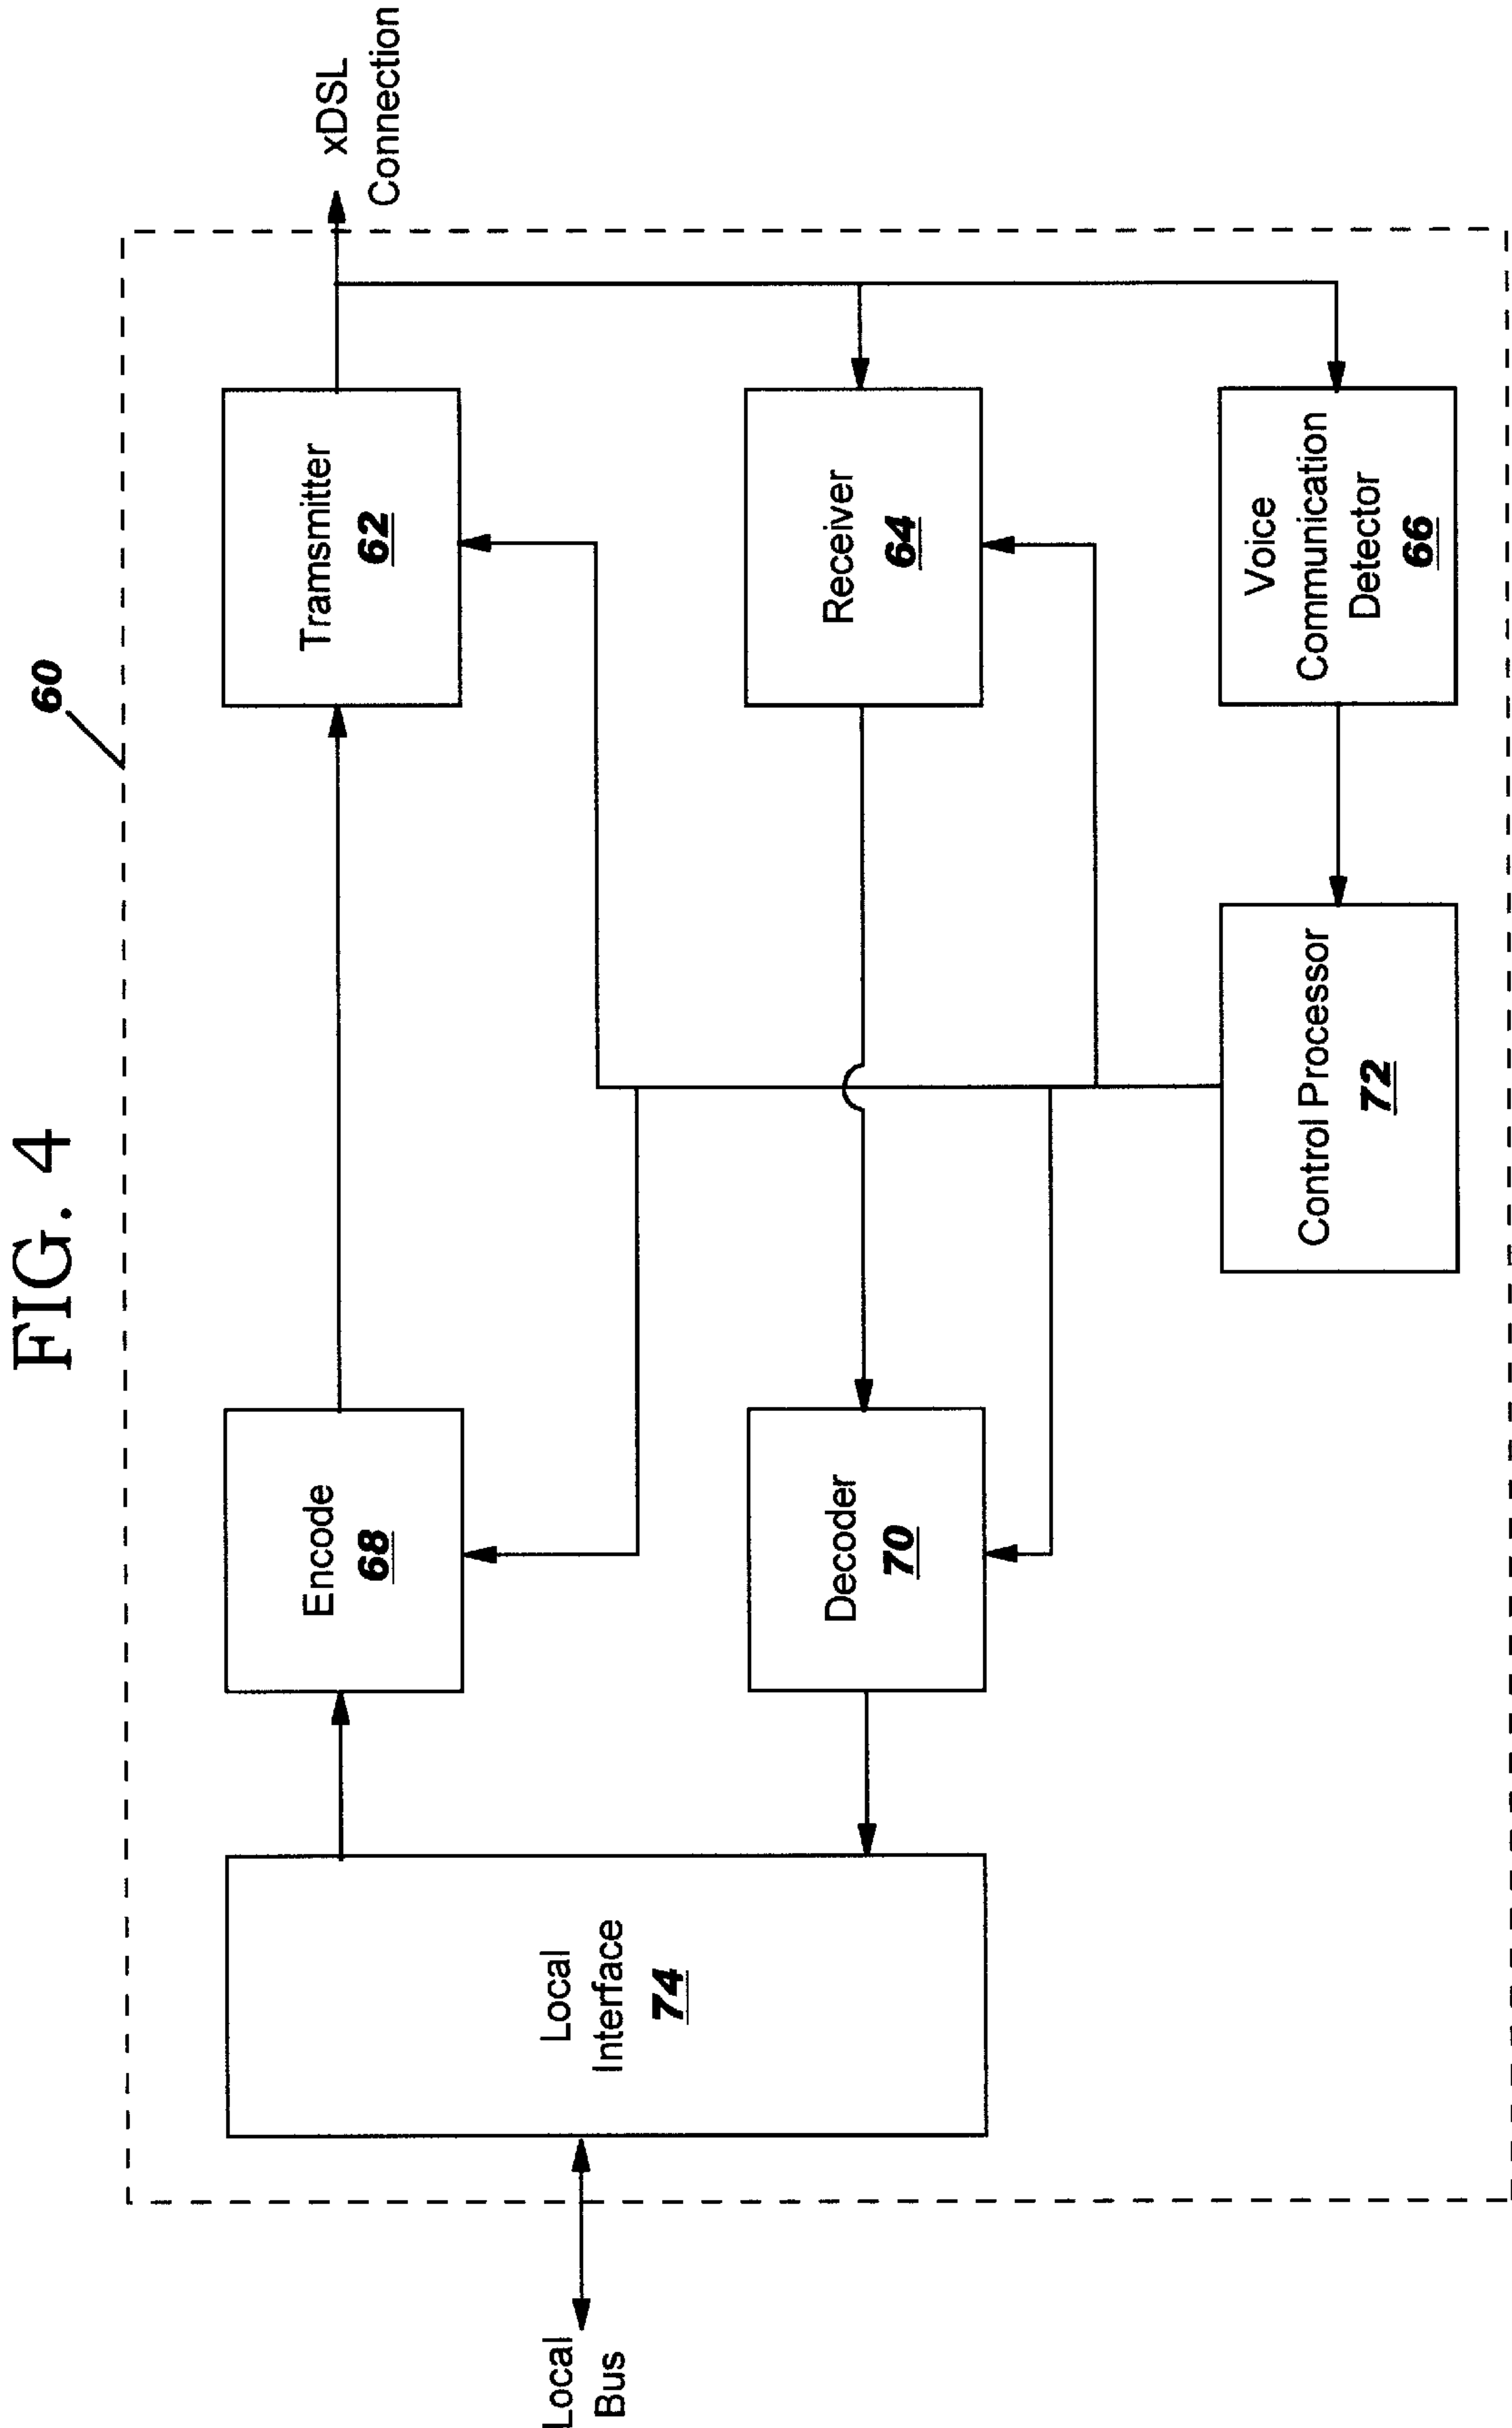 FIG. 4
60
Local
Bus
Local
Interface
74
Encode
68
Tramsmitter
62
xDSL
Connection
Decoder
70
Receiver
64
Control Processor
72
Voice
Communication
Detector
66